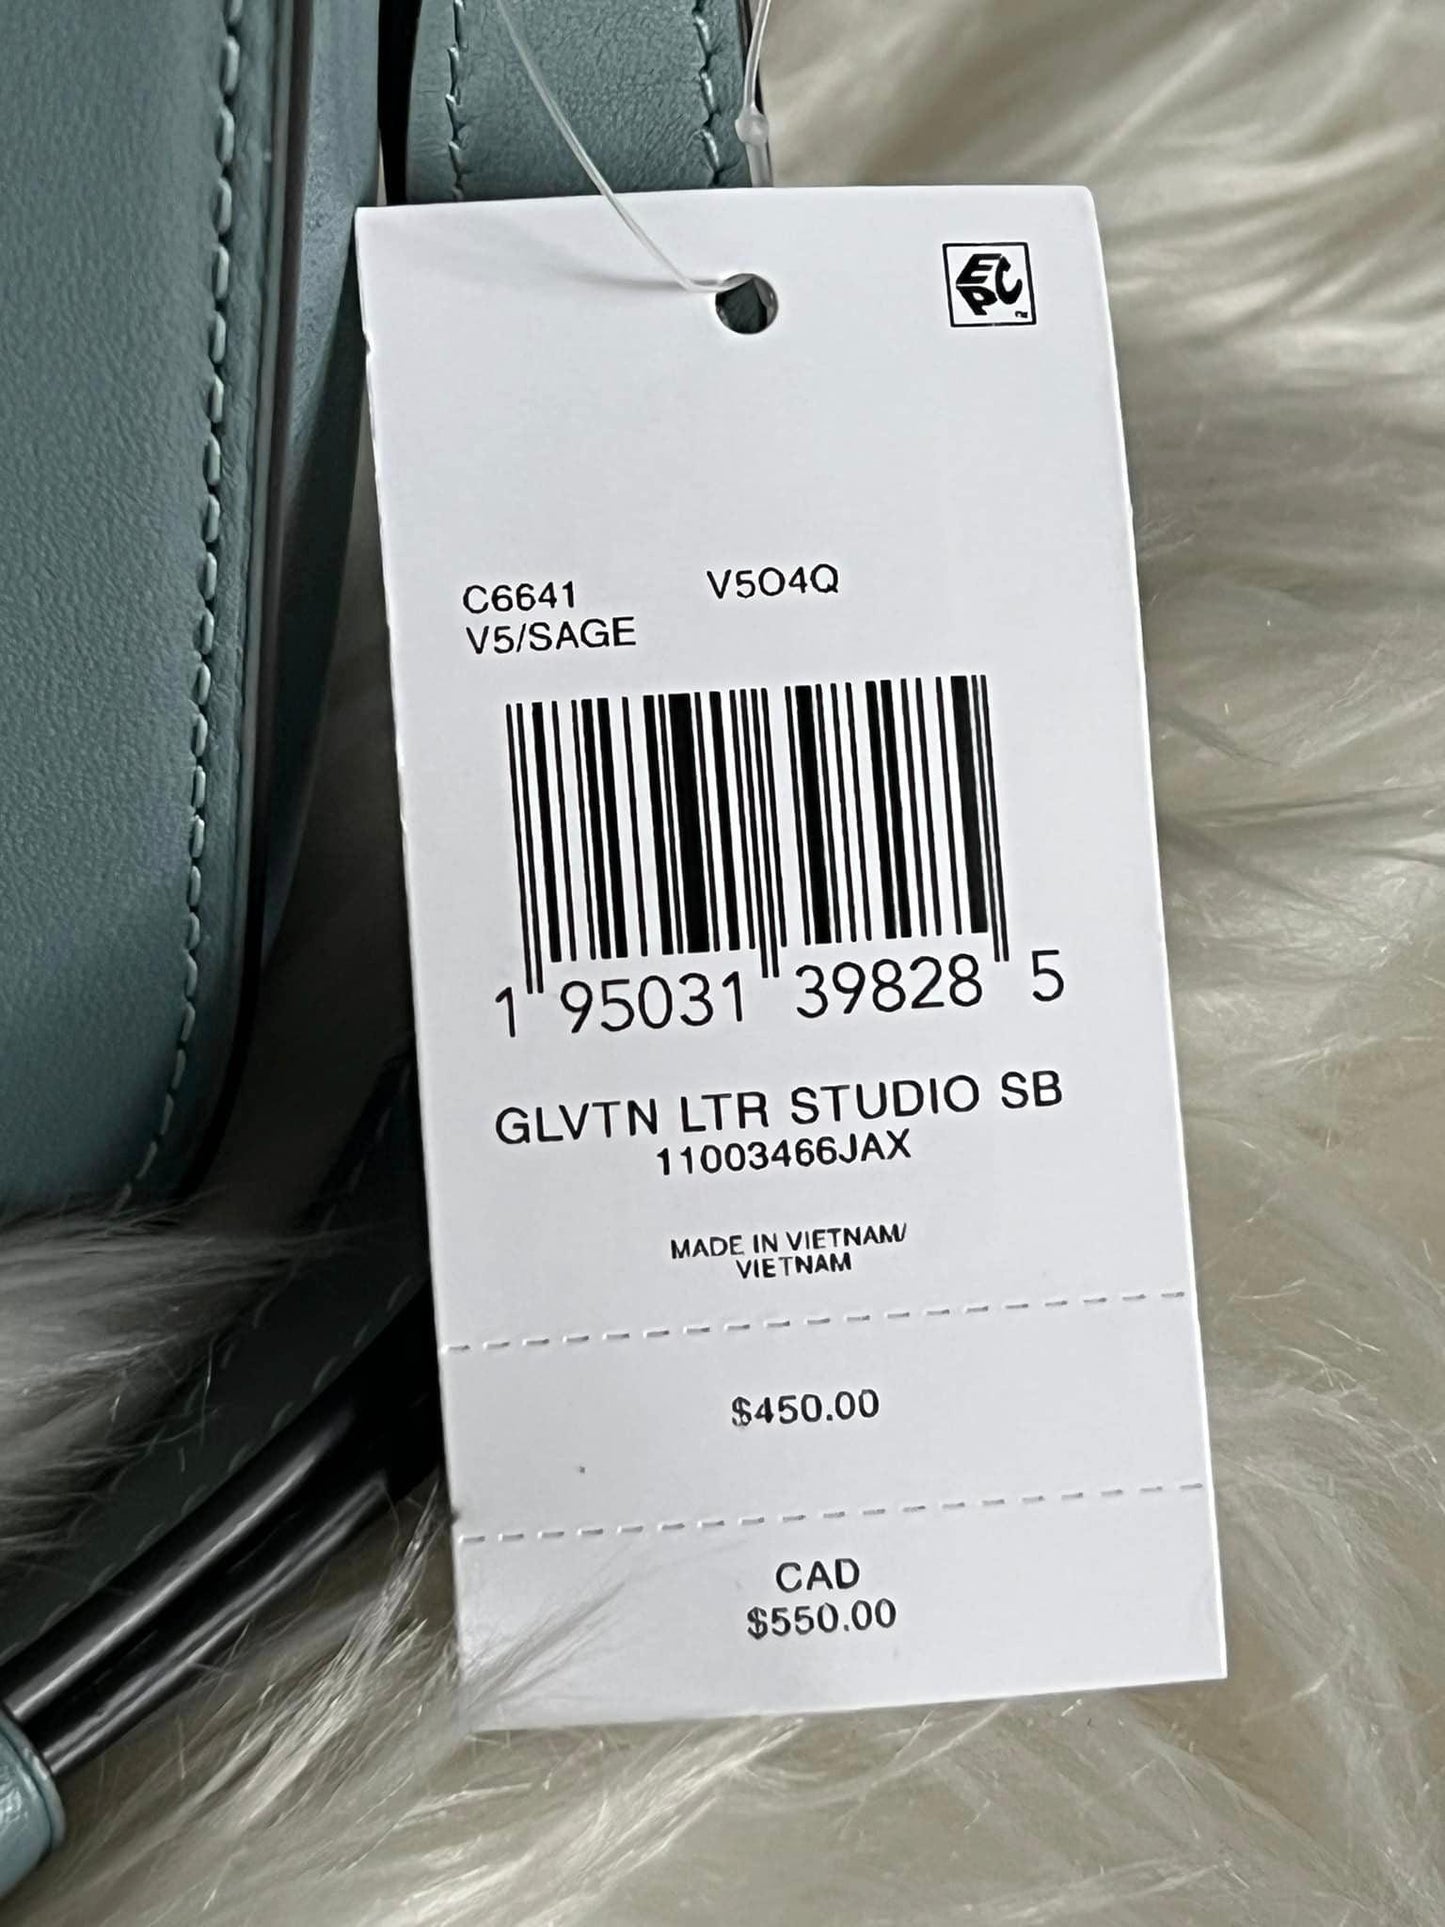 EPC
C6641 V5O4Q
V5/SAGE
1 95031 39828 5
GLVTN LTR STUDIO SB
11003466JAX
MADE IN VIETNAM/
VIETNAM
$450.00
CAD
$550.00